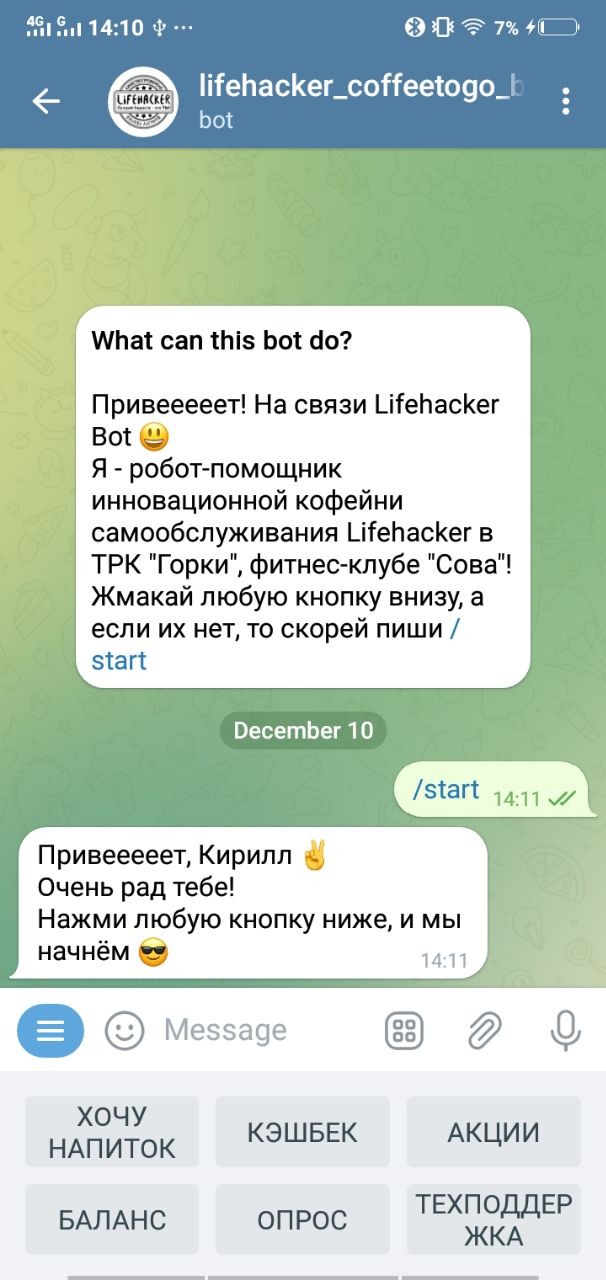 4G G 14:10 ... 7%
lifehacker_coffeetogo_b
bot
LIFEHACKER
What can this bot do?
Привееееет! На связи Lifehacker
Bot 😃
Я - робот-помощник
инновационной кофейни
самообслуживания Lifehacker в
ТРК "Горки", фитнес-клубе "Сова"!
Жмакай любую кнопку внизу, а
если их нет, то скорей пиши /
start
December 10
/start 14:11
Привееееет, Кирилл ✌
Очень рад тебе!
Нажми любую кнопку ниже, и мы
начнём 😎 14:11
Message
ХОЧУ
НАПИТОК
КЭШБЕК
АКЦИИ
БАЛАНС
ОПРОС
ТЕХПОДДЕР
ЖКА